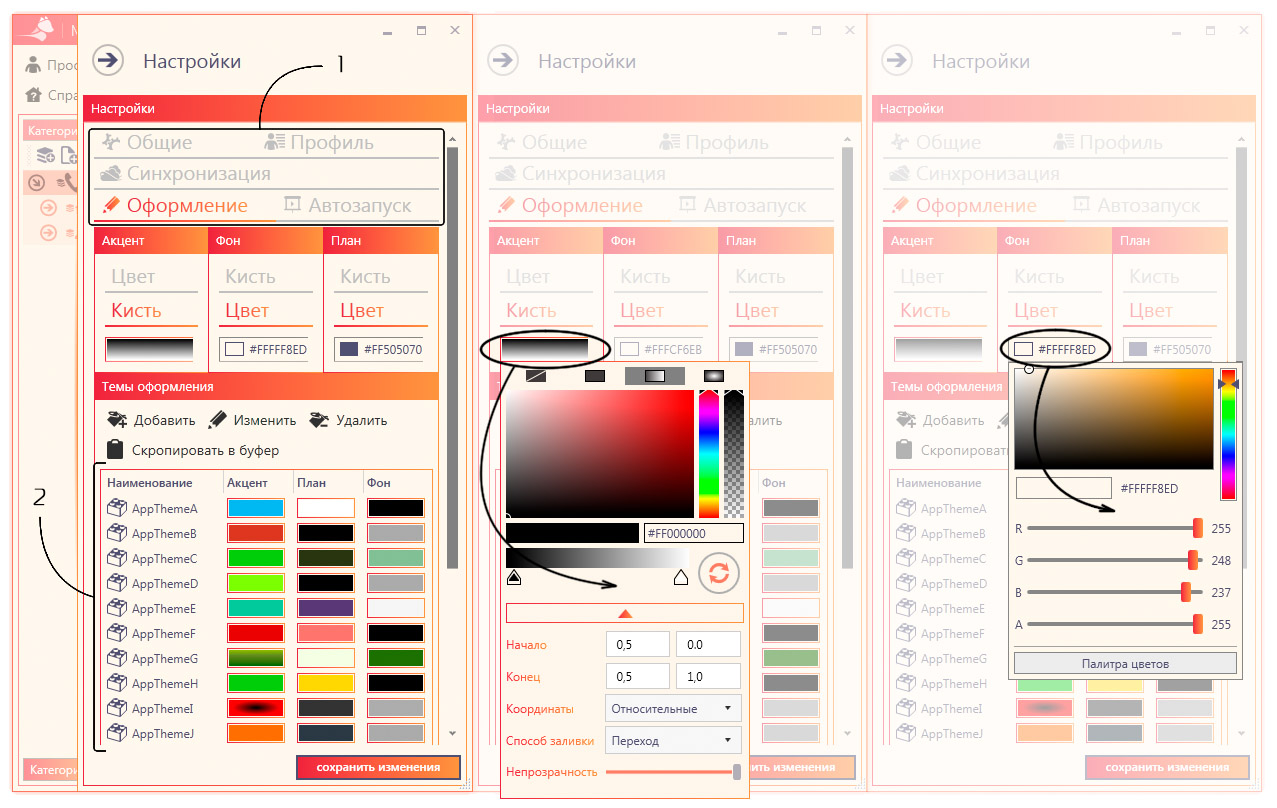 М
Проф
Спра
Категори
Категори
1
2
Настройки
Настройки
Общие Профиль
Синхронизация
Оформление Автозапуск
Акцент Фон План
Цвет Кисть Кисть
Кисть Цвет Цвет
#FFFFF8ED #FF505070
Темы оформления
Добавить Изменить Удалить
Скропировать в буфер
Наименование Акцент План Фон
AppThemeA
AppThemeB
AppThemeC
AppThemeD
AppThemeE
AppThemeF
AppThemeG
AppThemeH
AppThemeI
AppThemeJ
сохранить изменения
Настройки
Настройки
Общие Профиль
Синхронизация
Оформление Автозапуск
Акцент Фон План
Цвет Кисть Кисть
Кисть Цвет Цвет
#FFFCF6EB #FF505070
алить
Фон
#FF000000
Начало 0,5 0.0
Конец 0,5 1,0
Координаты Относительные
Способ заливки Переход
Непрозрачность
ить изменения
Настройки
Настройки
Общие Профиль
Синхронизация
Оформление Автозапуск
Акцент Фон План
Цвет Кисть Кисть
Кисть Цвет Цвет
#FFFFF8ED #FF505070
Темы оформления
Добавить
Скропировать
Наименование
AppThemeA
AppThemeB
AppThemeC
AppThemeD
AppThemeE
AppThemeF
AppThemeG
AppThemeH
AppThemeI
AppThemeJ
#FFFFF8ED
R 255
G 248
B 237
A 255
Палитра цветов
сохранить изменения